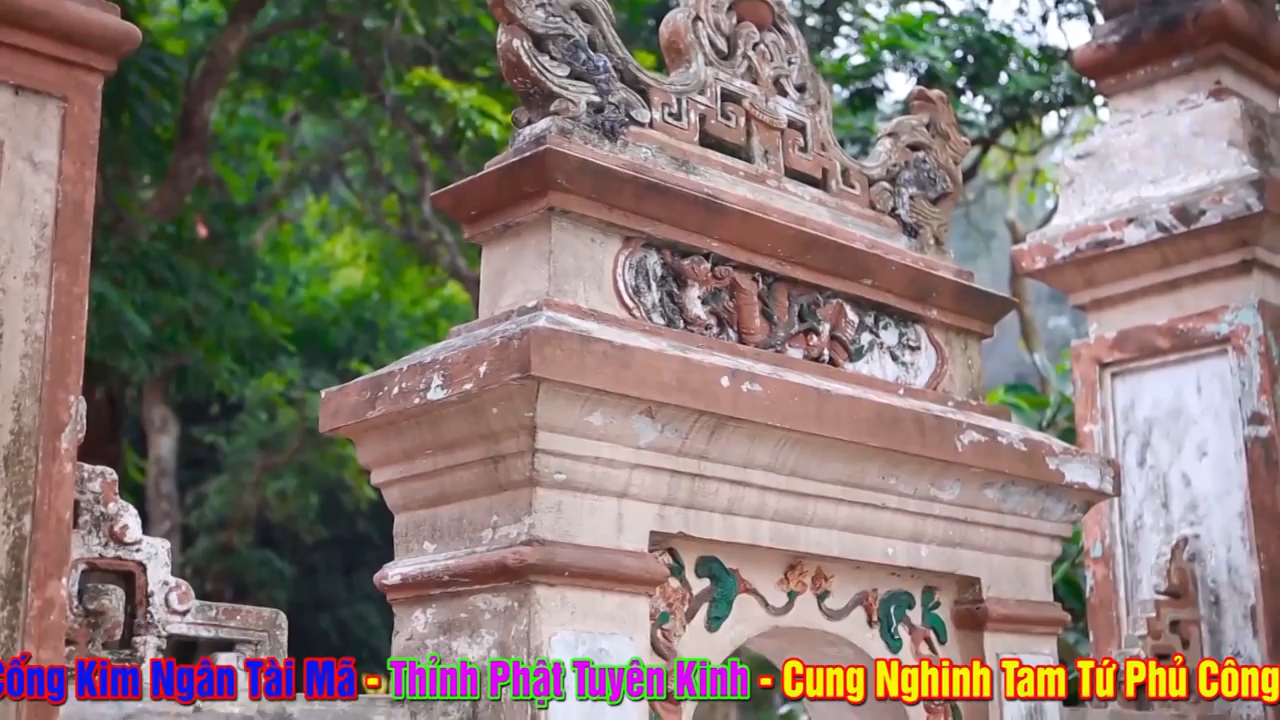 Cống Kim Ngân Tài Mã - Thỉnh Phật Tuyên Kinh - Cung Nghinh Tam Tứ Phủ Công